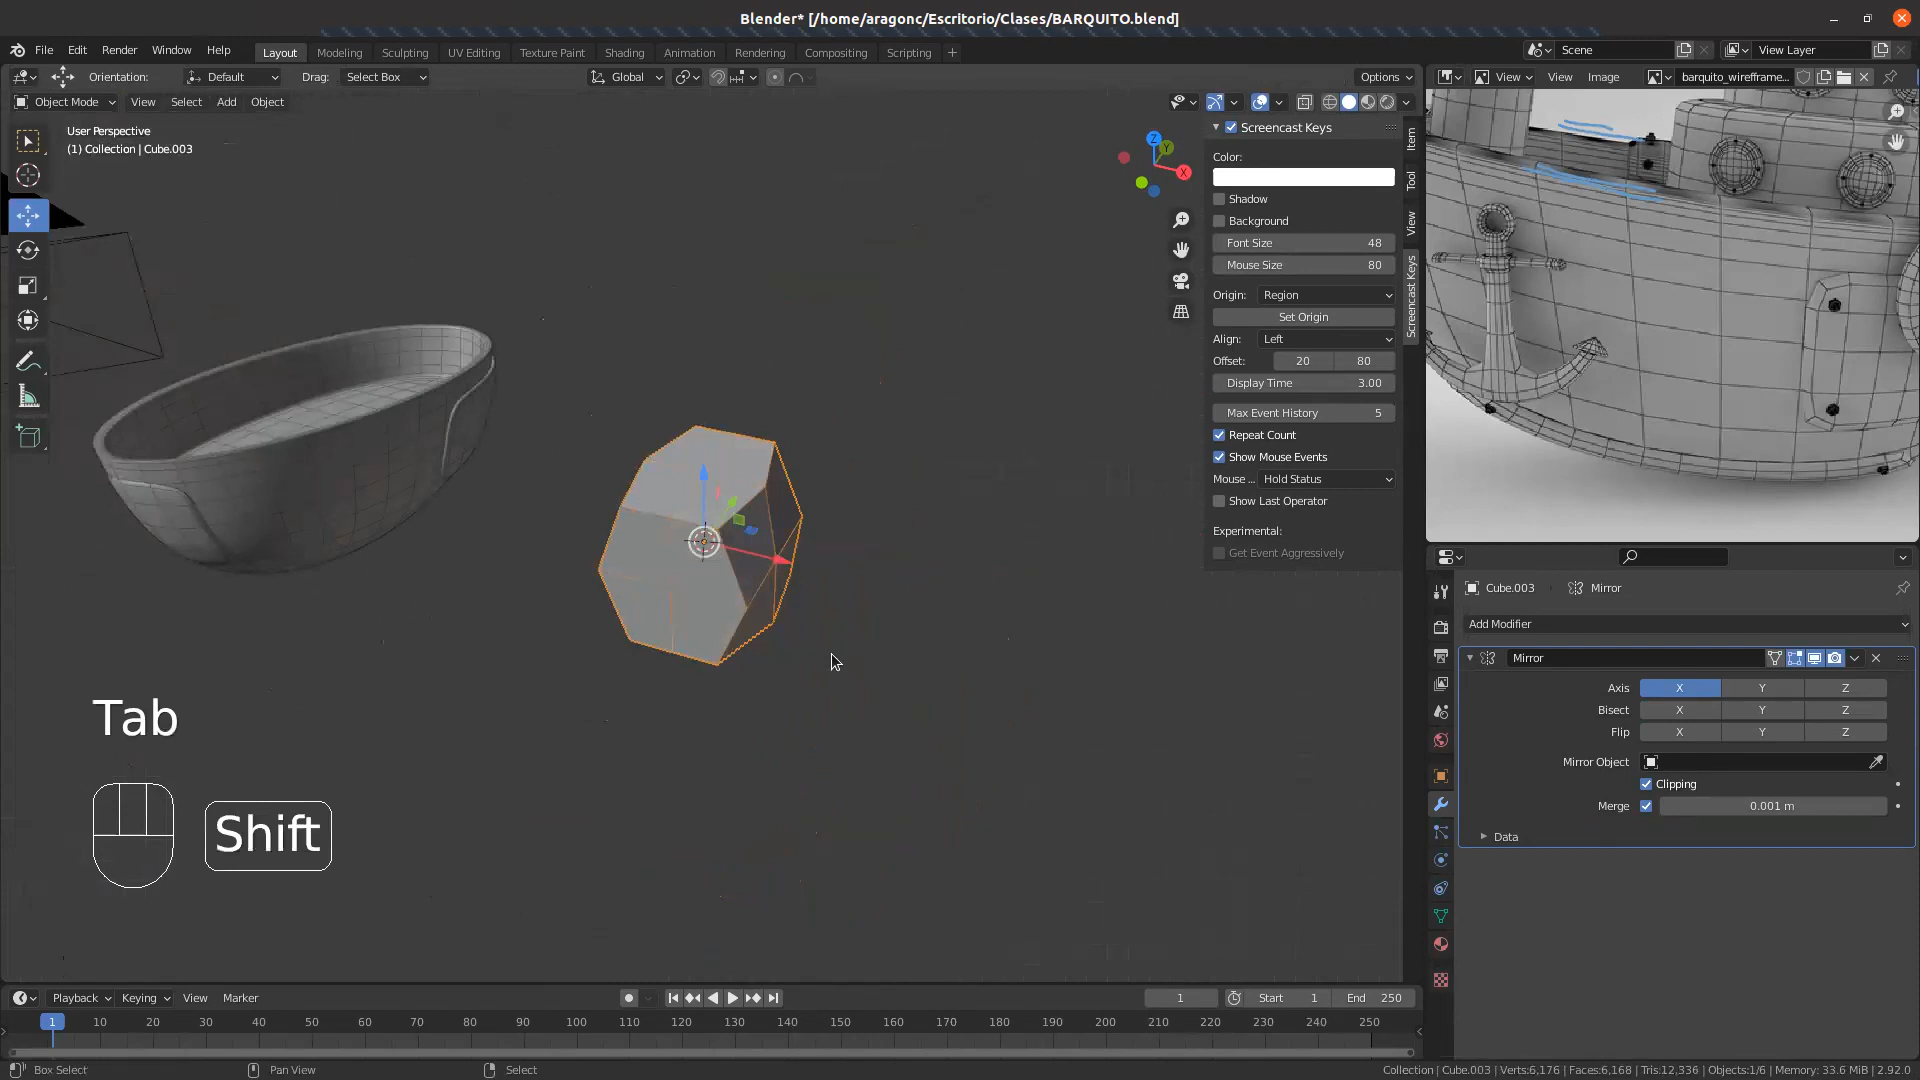 Blender* [/home/aragonc/Escritorio/Clases/BARQUITO.blend]
File Edit Render Window Help Layout Modeling Sculpting UV Editing Texture Paint Shading Animation Rendering Compositing Scripting + Scene View Layer
Orientation: Default Drag: Select Box Global Options View View Image barquito_wireframe...
Object Mode View Select Add Object
User Perspective
(1) Collection | Cube.003
Z
Y
X
Screencast Keys
Color:
Shadow
Background
Font Size 48
Mouse Size 80
Origin: Region
Set Origin
Align: Left
Offset: 20 80
Display Time 3.00
Max Event History 5
Repeat Count
Show Mouse Events
Mouse ... Hold Status
Show Last Operator
Experimental:
Get Event Aggressively
Item
Tool
View
Screencast Keys
Cube.003 Mirror
Add Modifier
Mirror
Axis X Y Z
Bisect X Y Z
Flip X Y Z
Mirror Object
Clipping
Merge 0.001 m
Data
Tab
Shift
Playback Keying View Marker 1 Start 1 End 250
1 10 20 30 40 50 60 70 80 90 100 110 120 130 140 150 160 170 180 190 200 210 220 230 240 250
Box Select Pan View Select Collection | Cube.003 | Verts:6,176 | Faces:6,168 | Tris:12,336 | Objects:1/6 | Memory: 33.6 MiB | 2.92.0